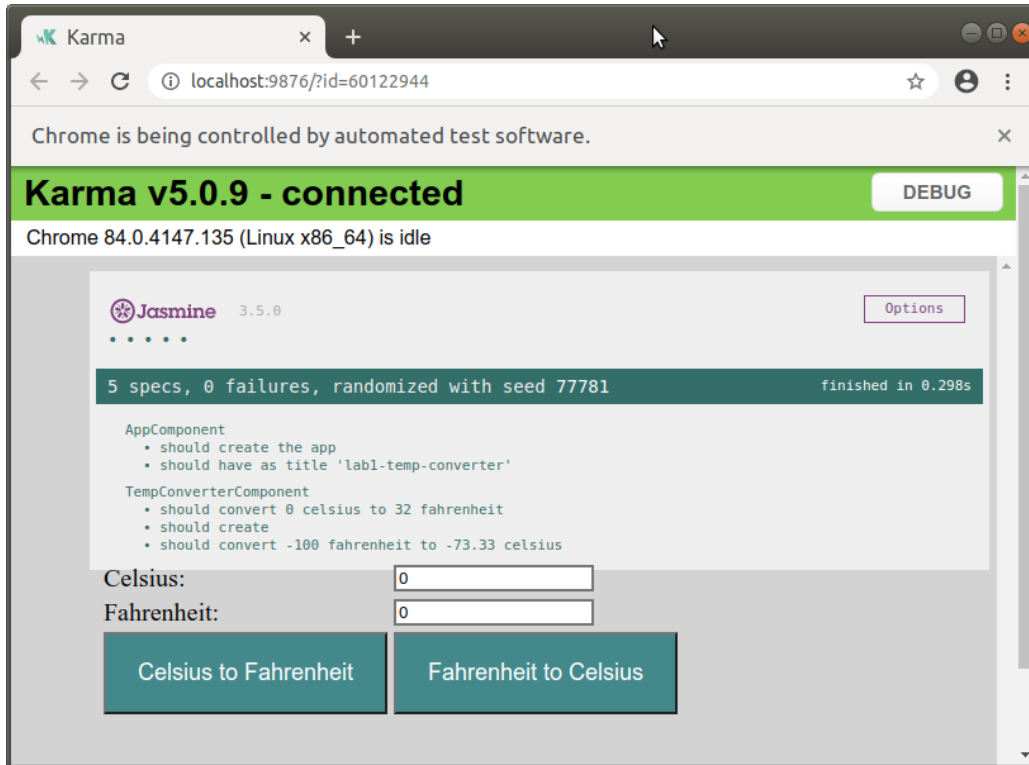 Karma
localhost:9876/?id=60122944
Chrome is being controlled by automated test software.
Karma v5.0.9 - connected
DEBUG
Chrome 84.0.4147.135 (Linux x86_64) is idle
Jasmine 3.5.0
Options
• • • • •
5 specs, 0 failures, randomized with seed 77781
finished in 0.298s
AppComponent
• should create the app
• should have as title 'lab1-temp-converter'
TempConverterComponent
• should convert 0 celsius to 32 fahrenheit
• should create
• should convert -100 fahrenheit to -73.33 celsius
Celsius: 0
Fahrenheit: 0
Celsius to Fahrenheit
Fahrenheit to Celsius